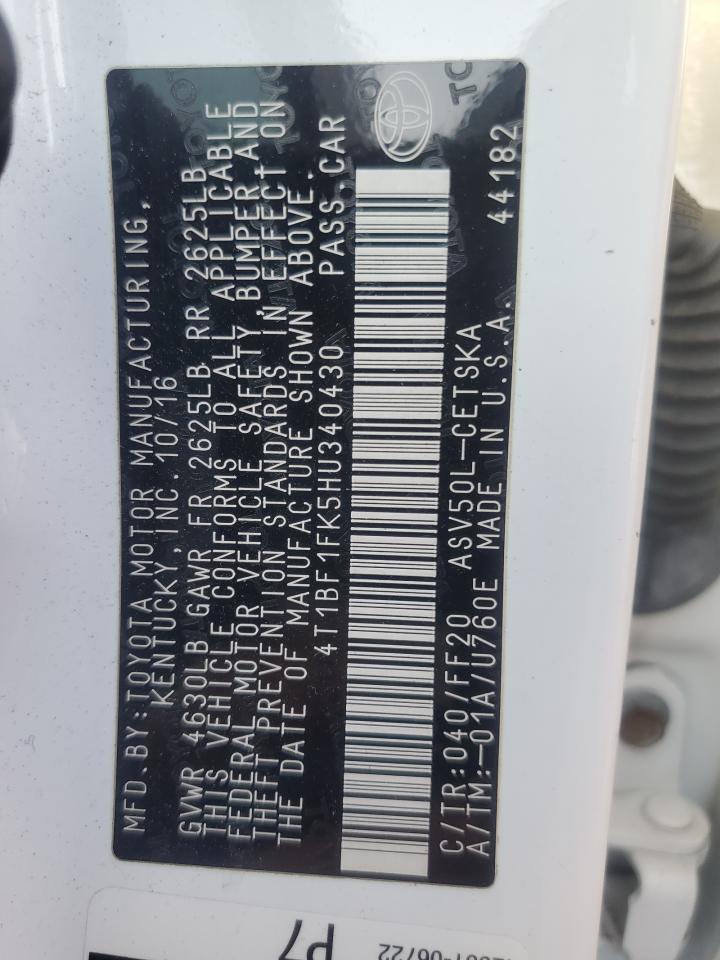 MFD.BY:TOYOTA MOTOR MANUFACTURING,
KENTUCKY, INC. 10/16
GVWR 4630LB GAWR FR 2625LB RR 2625LB
THIS VEHICLE CONFORMS TO ALL APPLICABLE
FEDERAL MOTOR VEHICLE SAFETY, BUMPER, AND
THEFT PREVENTION STANDARDS IN EFFECT ON
THE DATE OF MANUFACTURE SHOWN ABOVE.
4T1BF1FK5HU340430 PASS.CAR
C/TR:040/FF20 ASV50L-CETSKA
A/TM:-01A/U760E MADE IN U.S.A. 44182
P7